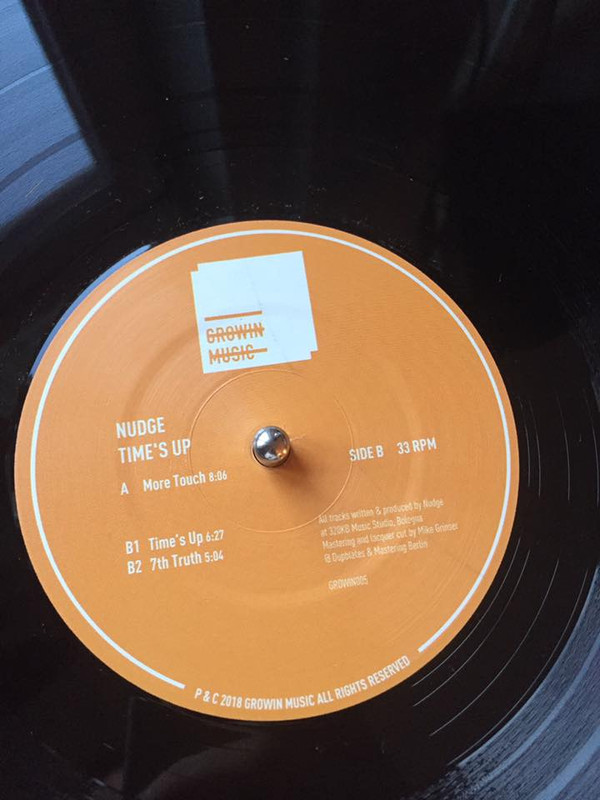 GROWIN
MUSIC
NUDGE
TIME'S UP
A More Touch 8:06
B1 Time's Up 6:27
B2 7th Truth 5:04
SIDE B 33 RPM
All tracks written & produced by Nudge
at 320KB Music Studio, Bologna
Mastering and lacquer cut by Mike Grinser
@ Dubplates & Mastering Berlin
GROWIN005
P & C 2018 GROWIN MUSIC ALL RIGHTS RESERVED